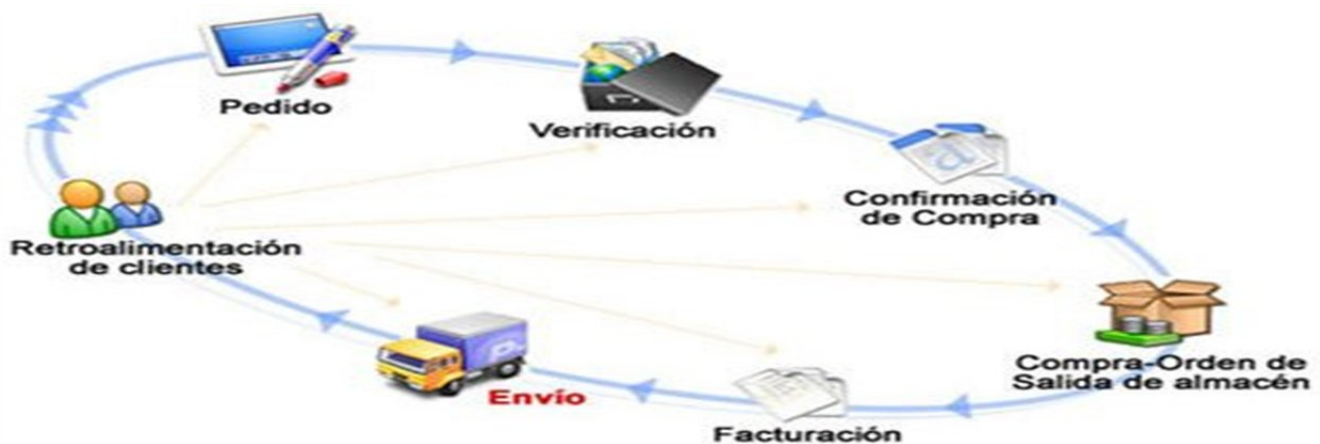 Pedido
Verificación
Confirmación
de Compra
Compra-Orden de
Salida de almacén
Facturación
Envío
Retroalimentación
de clientes